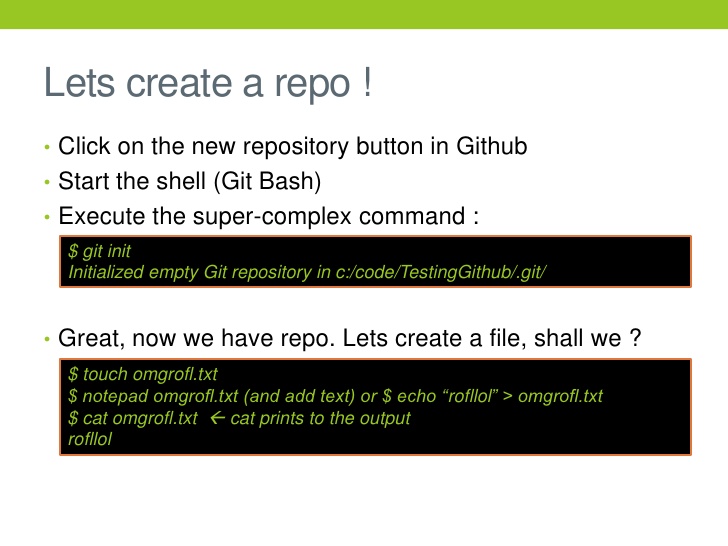 Lets create a repo !
• Click on the new repository button in Github
• Start the shell (Git Bash)
• Execute the super-complex command :
$ git init
Initialized empty Git repository in c:/code/TestingGithub/.git/
• Great, now we have repo. Lets create a file, shall we ?
$ touch omgrofl.txt
$ notepad omgrofl.txt (and add text) or $ echo “rofllol” > omgrofl.txt
$ cat omgrofl.txt ← cat prints to the output
rofllol